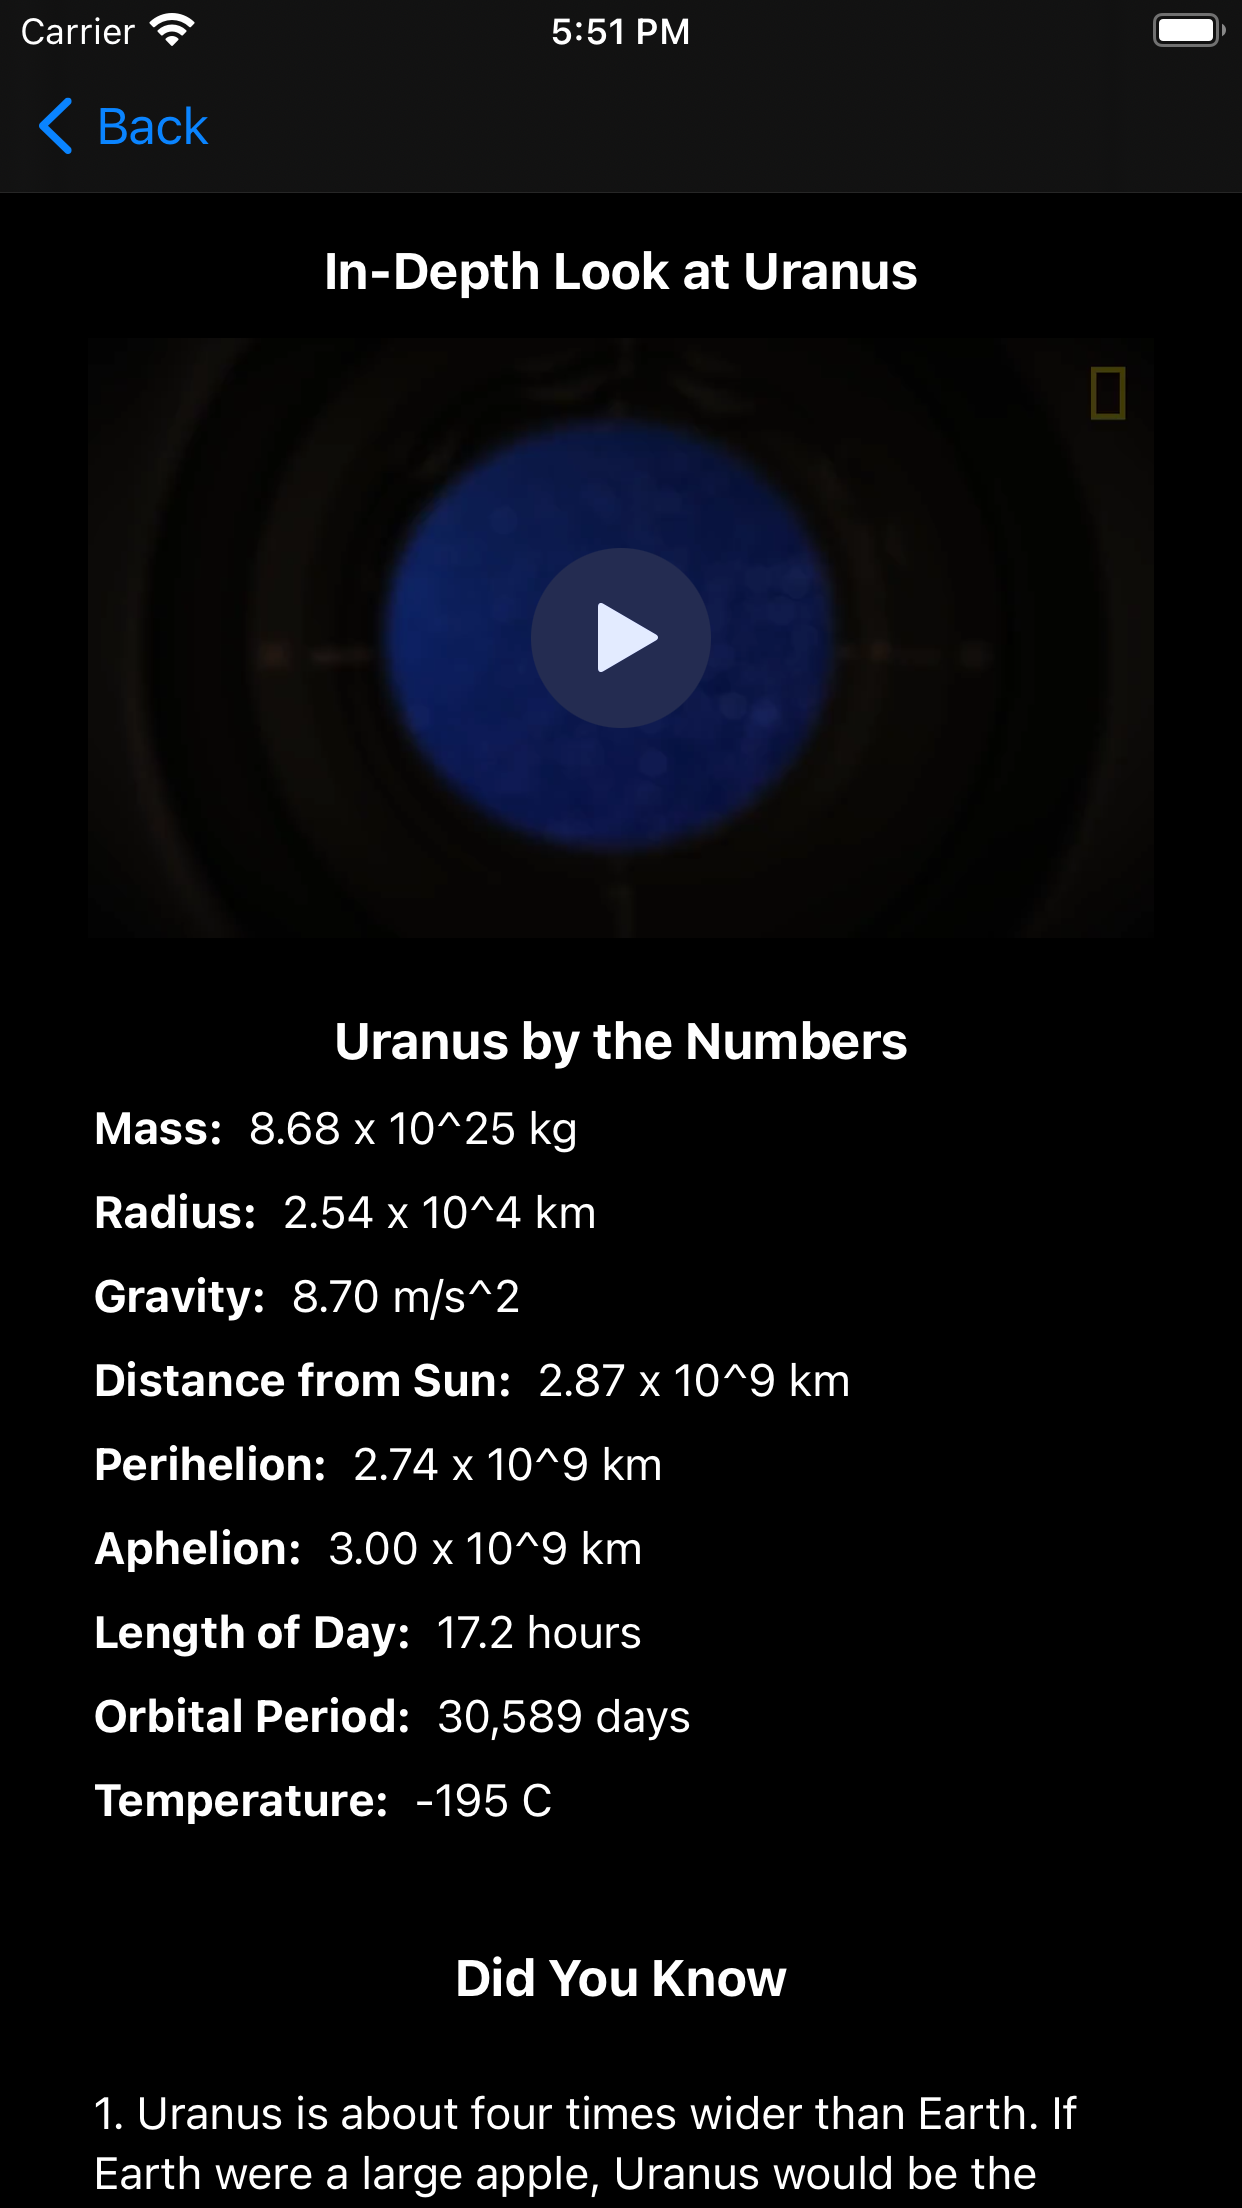 Carrier
5:51 PM
Back
In-Depth Look at Uranus
Uranus by the Numbers
Mass: 8.68 x 10^25 kg
Radius: 2.54 x 10^4 km
Gravity: 8.70 m/s^2
Distance from Sun: 2.87 x 10^9 km
Perihelion: 2.74 x 10^9 km
Aphelion: 3.00 x 10^9 km
Length of Day: 17.2 hours
Orbital Period: 30,589 days
Temperature: -195 C
Did You Know
1. Uranus is about four times wider than Earth. If
Earth were a large apple, Uranus would be the